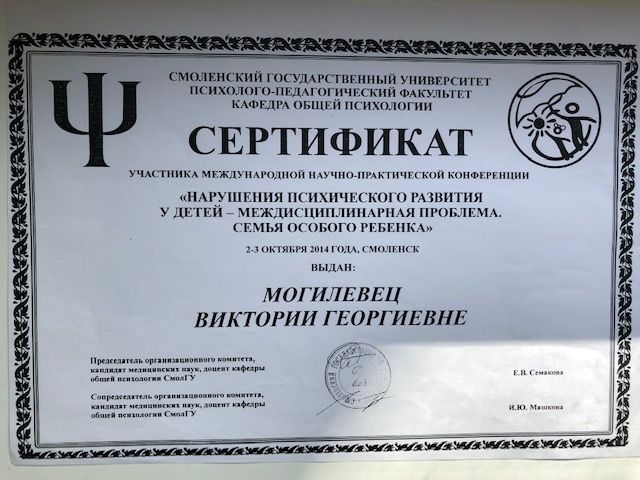 Ψ
СМОЛЕНСКИЙ ГОСУДАРСТВЕННЫЙ УНИВЕРСИТЕТ
ПСИХОЛОГО-ПЕДАГОГИЧЕСКИЙ ФАКУЛЬТЕТ
КАФЕДРА ОБЩЕЙ ПСИХОЛОГИИ
СЕРТИФИКАТ
УЧАСТНИКА МЕЖДУНАРОДНОЙ НАУЧНО-ПРАКТИЧЕСКОЙ КОНФЕРЕНЦИИ
«НАРУШЕНИЯ ПСИХИЧЕСКОГО РАЗВИТИЯ
У ДЕТЕЙ – МЕЖДИСЦИПЛИНАРНАЯ ПРОБЛЕМА.
СЕМЬЯ ОСОБОГО РЕБЕНКА»
2-3 ОКТЯБРЯ 2014 ГОДА, СМОЛЕНСК
ВЫДАН:
МОГИЛЕВЕЦ
ВИКТОРИИ ГЕОРГИЕВНЕ
Председатель организационного комитета,
кандидат медицинских наук, доцент кафедры
общей психологии СмолГУ
Е.В. Семакова
Сопредседатель организационного комитета,
кандидат медицинских наук, доцент кафедры
общей психологии СмолГУ
И.Ю. Машкова